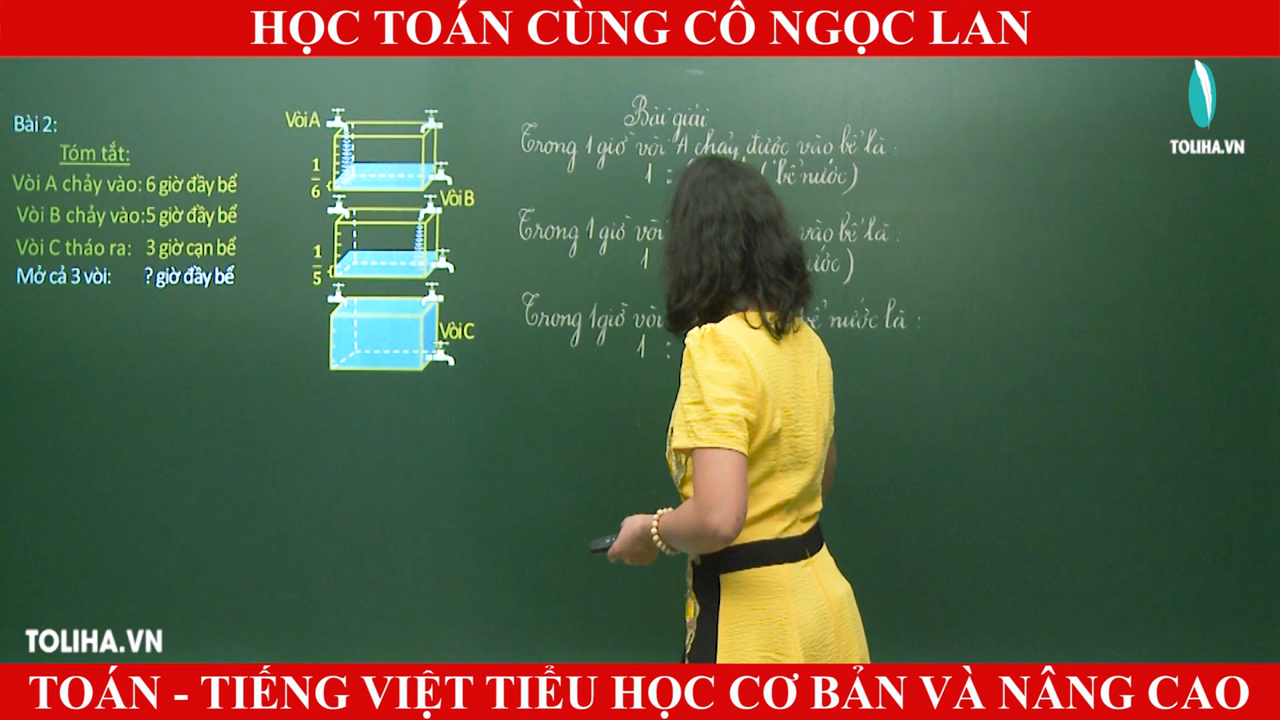 HỌC TOÁN CÙNG CÔ NGỌC LAN
TOLIHA.VN
Bài 2:
Tóm tắt:
Vòi A chảy vào: 6 giờ đầy bể
Vòi B chảy vào: 5 giờ đầy bể
Vòi C tháo ra: 3 giờ cạn bể
Mở cả 3 vòi: ? giờ đầy bể
Vòi A
1
6
Vòi B
1
5
Vòi C
Bài giải
Trong 1 giờ vòi A chảy được vào bể là :
1 : (bể nước)
Trong 1 giờ vòi vào bể là :
1 nước)
Trong 1 giờ vòi bể nước là :
1 :
TOLIHA.VN
TOÁN - TIẾNG VIỆT TIỂU HỌC CƠ BẢN VÀ NÂNG CAO